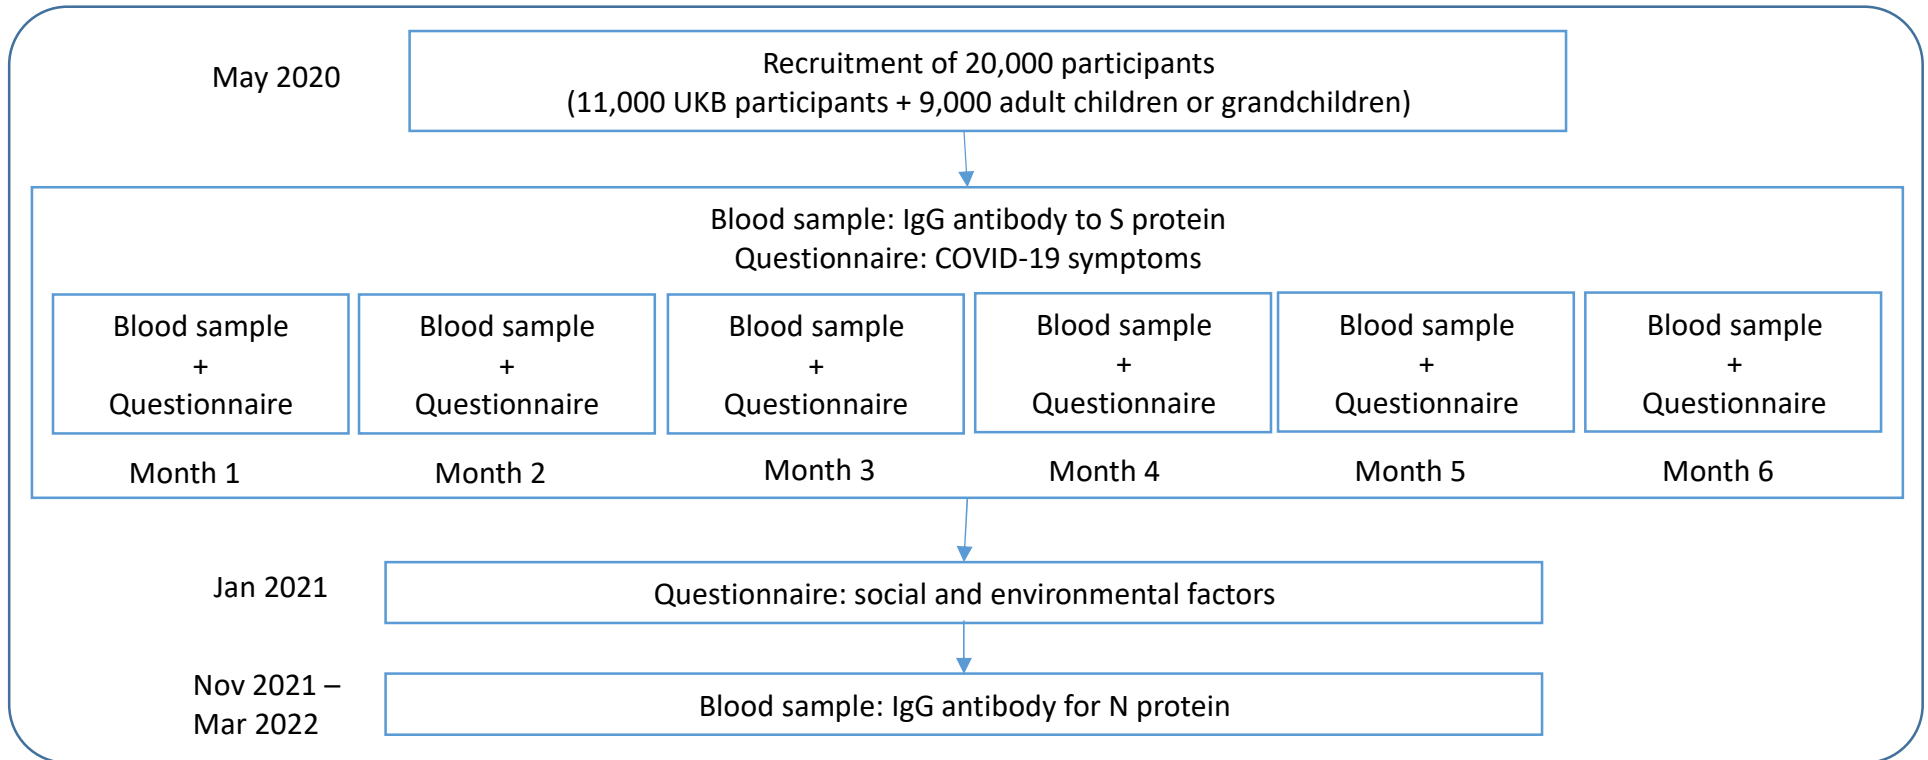 May 2020
Recruitment of 20,000 participants
(11,000 UKB participants + 9,000 adult children or grandchildren)
Blood sample: IgG antibody to S protein
Questionnaire: COVID-19 symptoms
Blood sample
+
Questionnaire
Month 1
Blood sample
+
Questionnaire
Month 2
Blood sample
+
Questionnaire
Month 3
Blood sample
+
Questionnaire
Month 4
Blood sample
+
Questionnaire
Month 5
Blood sample
+
Questionnaire
Month 6
Jan 2021
Questionnaire: social and environmental factors
Nov 2021 –
Mar 2022
Blood sample: IgG antibody for N protein